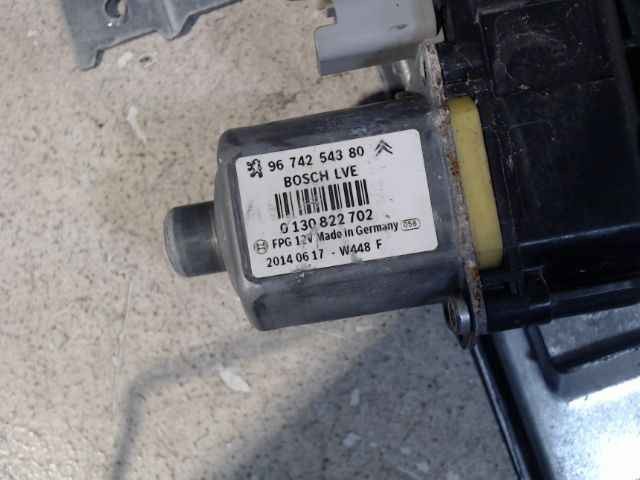 96 742 543 80
BOSCH LVE
0 130 822 702
FPG 12V Made in Germany 056
2014 06 17 - W448 F